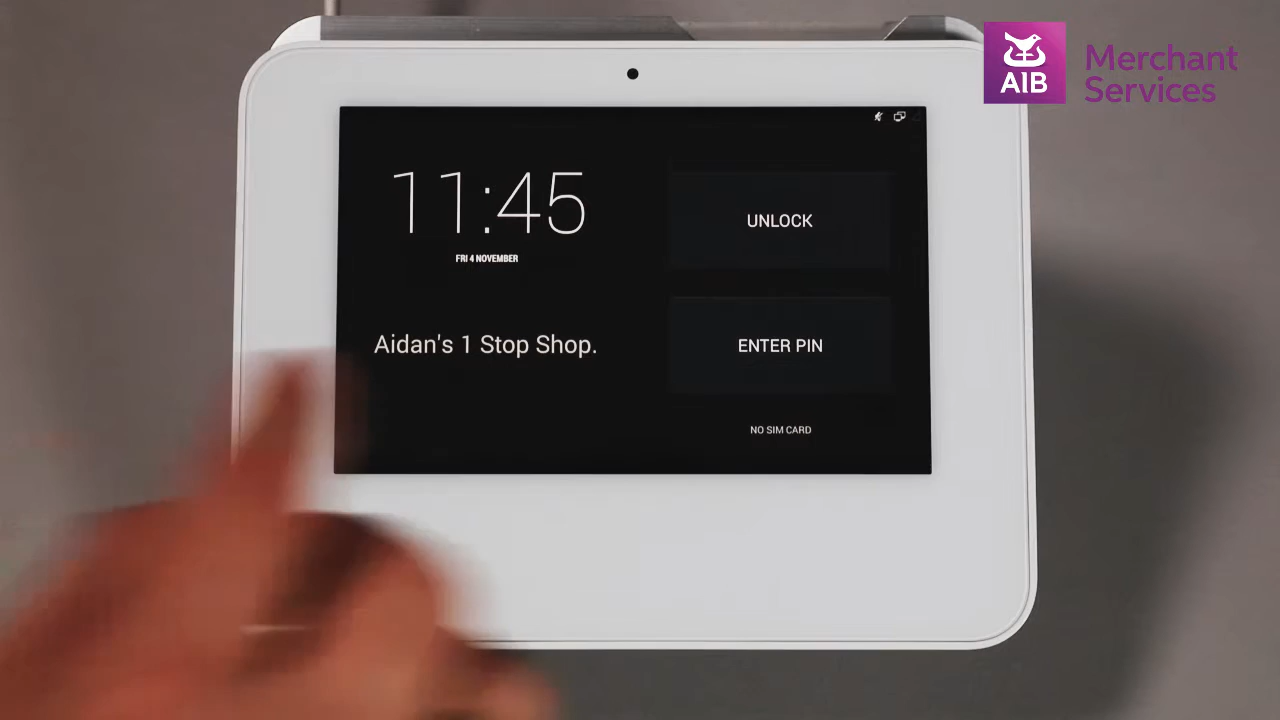 AIB
Merchant
Services
11:45
FRI 4 NOVEMBER
Aidan's 1 Stop Shop.
UNLOCK
ENTER PIN
NO SIM CARD